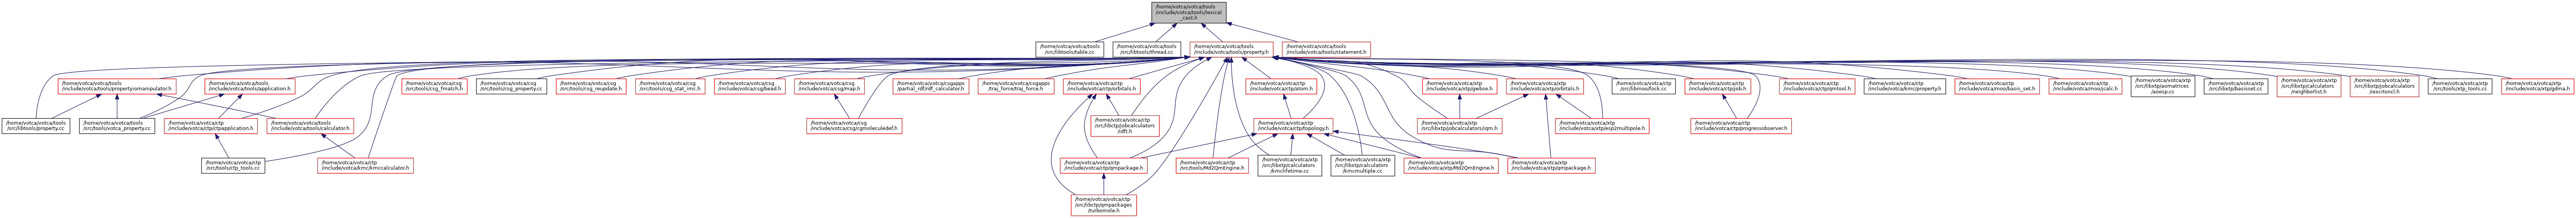 /home/votca/votca/tools
/include/votca/tools/lexical
_cast.h
/home/votca/votca/tools
/src/libtools/table.cc
/home/votca/votca/tools
/src/libtools/thread.cc
/home/votca/votca/tools
/include/votca/tools/property.h
/home/votca/votca/tools
/include/votca/tools/statement.h
/home/votca/votca/tools
/include/votca/tools/propertyiomanipulator.h
/home/votca/votca/tools
/include/votca/tools/application.h
/home/votca/votca/csg
/src/tools/csg_fmatch.h
/home/votca/votca/csg
/src/tools/csg_property.cc
/home/votca/votca/csg
/src/tools/csg_reupdate.h
/home/votca/votca/csg
/src/tools/csg_stat_imc.h
/home/votca/votca/csg
/include/votca/csg/bead.h
/home/votca/votca/csg
/include/votca/csg/map.h
/home/votca/votca/csgapps
/partial_rdf/rdf_calculator.h
/home/votca/votca/csgapps
/traj_force/traj_force.h
/home/votca/votca/ctp
/include/votca/ctp/orbitals.h
/home/votca/votca/ctp
/include/votca/ctp/atom.h
/home/votca/votca/xtp
/include/votca/xtp/gwbse.h
/home/votca/votca/xtp
/include/votca/xtp/orbitals.h
/home/votca/votca/ctp
/src/libmoo/fock.cc
/home/votca/votca/ctp
/include/votca/ctp/job.h
/home/votca/votca/ctp
/include/votca/ctp/qmtool.h
/home/votca/votca/ctp
/include/votca/kmc/property.h
/home/votca/votca/ctp
/include/votca/moo/basis_set.h
/home/votca/votca/ctp
/include/votca/moo/jcalc.h
/home/votca/votca/xtp
/src/libxtp/aomatrices
/aoesp.cc
/home/votca/votca/xtp
/src/libxtp/basisset.cc
/home/votca/votca/xtp
/src/libxtp/calculators
/neighborlist.h
/home/votca/votca/xtp
/src/libxtp/jobcalculators
/iexcitoncl.h
/home/votca/votca/xtp
/src/tools/xtp_tools.cc
/home/votca/votca/xtp
/include/votca/xtp/gdma.h
/home/votca/votca/tools
/src/libtools/property.cc
/home/votca/votca/tools
/src/tools/votca_property.cc
/home/votca/votca/ctp
/include/votca/ctp/ctpapplication.h
/home/votca/votca/tools
/include/votca/tools/calculator.h
/home/votca/votca/csg
/include/votca/csg/cgmoleculedef.h
/home/votca/votca/ctp
/src/libctp/jobcalculators
/idft.h
/home/votca/votca/ctp
/include/votca/ctp/topology.h
/home/votca/votca/xtp
/src/libxtp/jobcalculators/iqm.h
/home/votca/votca/xtp
/include/votca/xtp/esp2multipole.h
/home/votca/votca/ctp
/include/votca/ctp/progressobserver.h
/home/votca/votca/ctp
/src/tools/ctp_tools.cc
/home/votca/votca/ctp
/include/votca/kmc/kmccalculator.h
/home/votca/votca/ctp
/include/votca/ctp/qmpackage.h
/home/votca/votca/ctp
/src/tools/Md2QmEngine.h
/home/votca/votca/xtp
/src/libxtp/calculators
/kmclifetime.cc
/home/votca/votca/xtp
/src/libxtp/calculators
/kmcmultiple.cc
/home/votca/votca/xtp
/include/votca/xtp/Md2QmEngine.h
/home/votca/votca/xtp
/include/votca/xtp/qmpackage.h
/home/votca/votca/ctp
/src/libctp/qmpackages
/turbomole.h